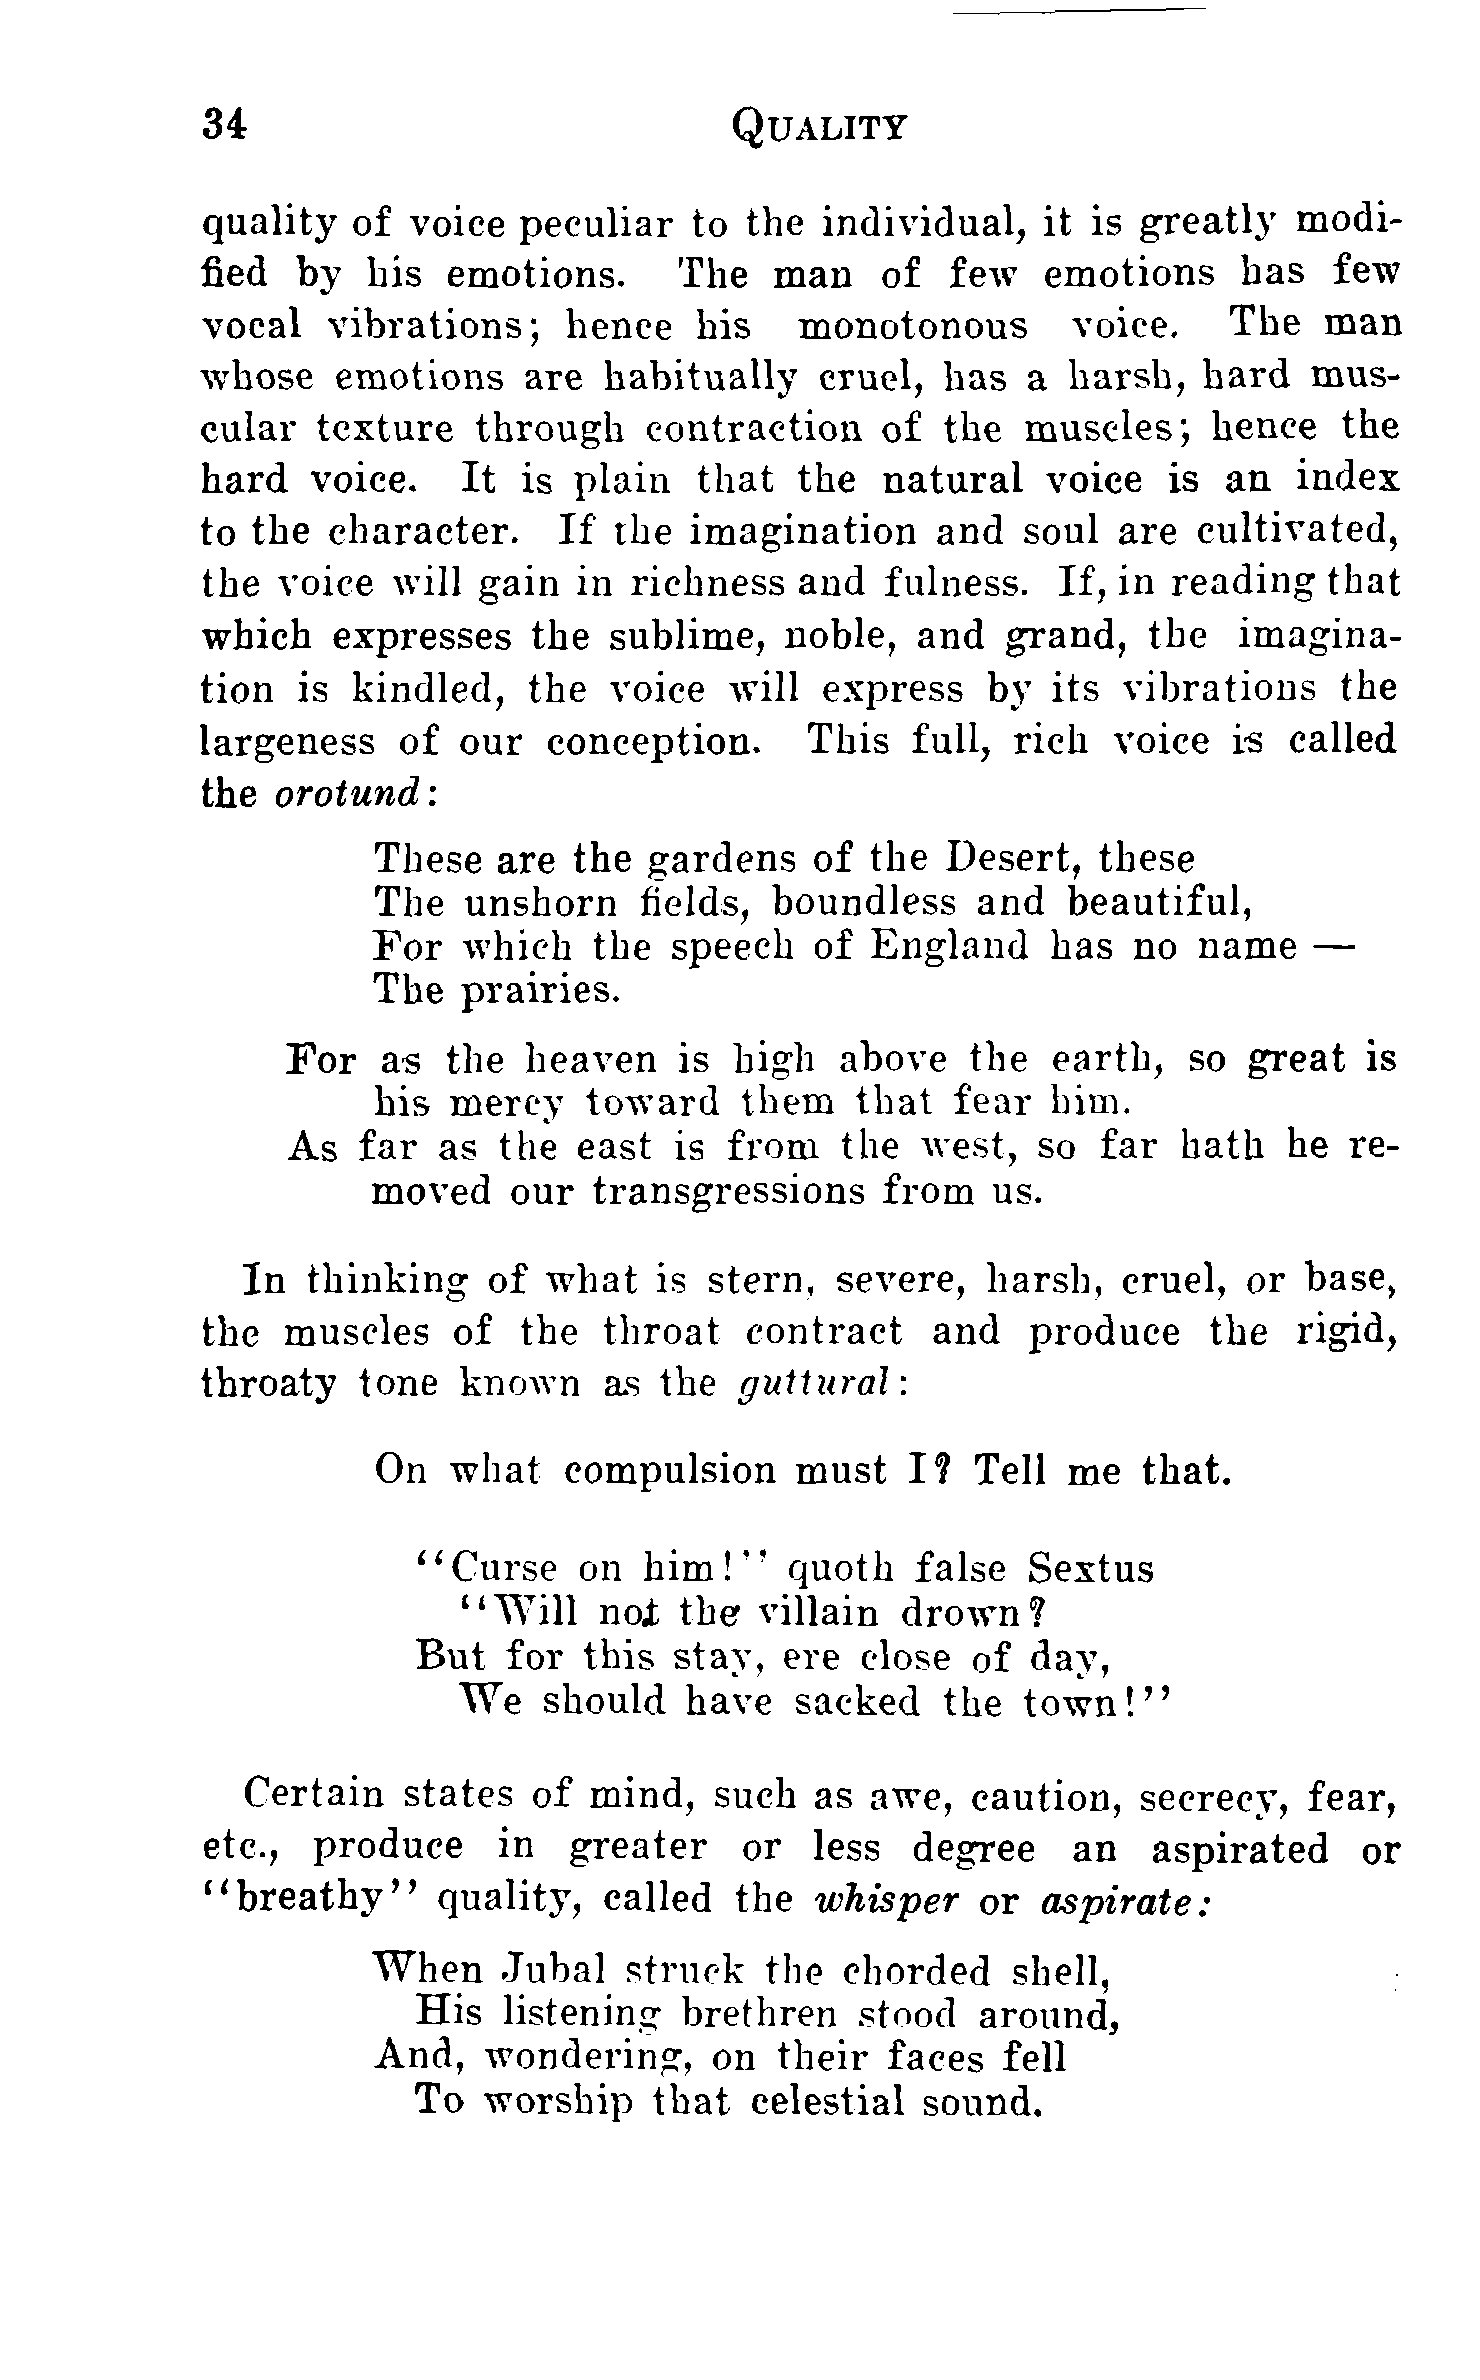 34 QUALITY
quality of voice peculiar to the individual, it is greatly modi-
fied by his emotions. The man of few emotions has few
vocal vibrations; hence his monotonous voice. The man
whose emotions are habitually cruel, has a harsh, hard mus-
cular texture through contraction of the muscles; hence the
hard voice. It is plain that the natural voice is an index
to the character. If the imagination and soul are cultivated,
the voice will gain in richness and fulness. If, in reading that
which expresses the sublime, noble, and grand, the imagina-
tion is kindled, the voice will express by its vibrations the
largeness of our conception. This full, rich voice is called
the orotund:
These are the gardens of the Desert, these
The unshorn fields, boundless and beautiful,
For which the speech of England has no name —
The prairies.
For as the heaven is high above the earth, so great is
his mercy toward them that fear him.
As far as the east is from the west, so far hath he re-
moved our transgressions from us.
In thinking of what is stern, severe, harsh, cruel, or base,
the muscles of the throat contract and produce the rigid,
throaty tone known as the guttural:
On what compulsion must I? Tell me that.
"Curse on him!" quoth false Sextus
"Will not the villain drown?
But for this stay, ere close of day,
We should have sacked the town!"
Certain states of mind, such as awe, caution, secrecy, fear,
etc., produce in greater or less degree an aspirated or
"breathy" quality, called the whisper or aspirate:
When Jubal struck the chorded shell,
His listening brethren stood around,
And, wondering, on their faces fell
To worship that celestial sound.